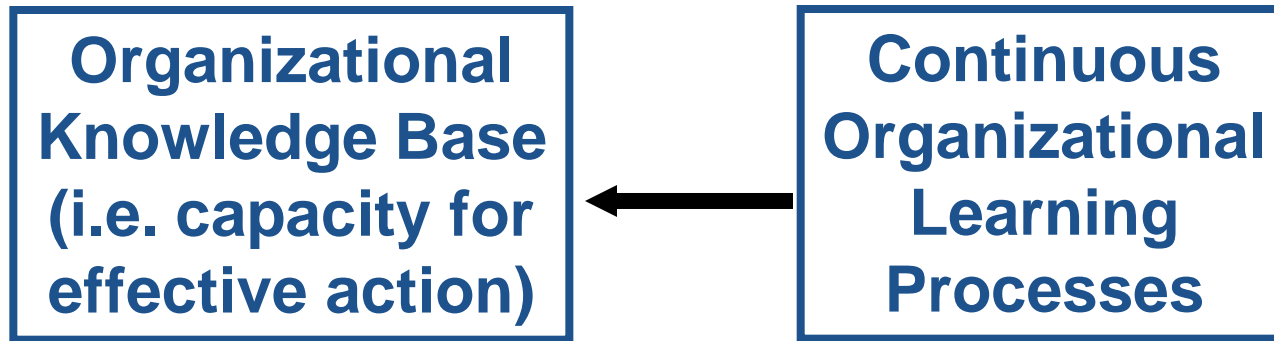 Organizational
Knowledge Base
(i.e. capacity for
effective action)
Continuous
Organizational
Learning
Processes